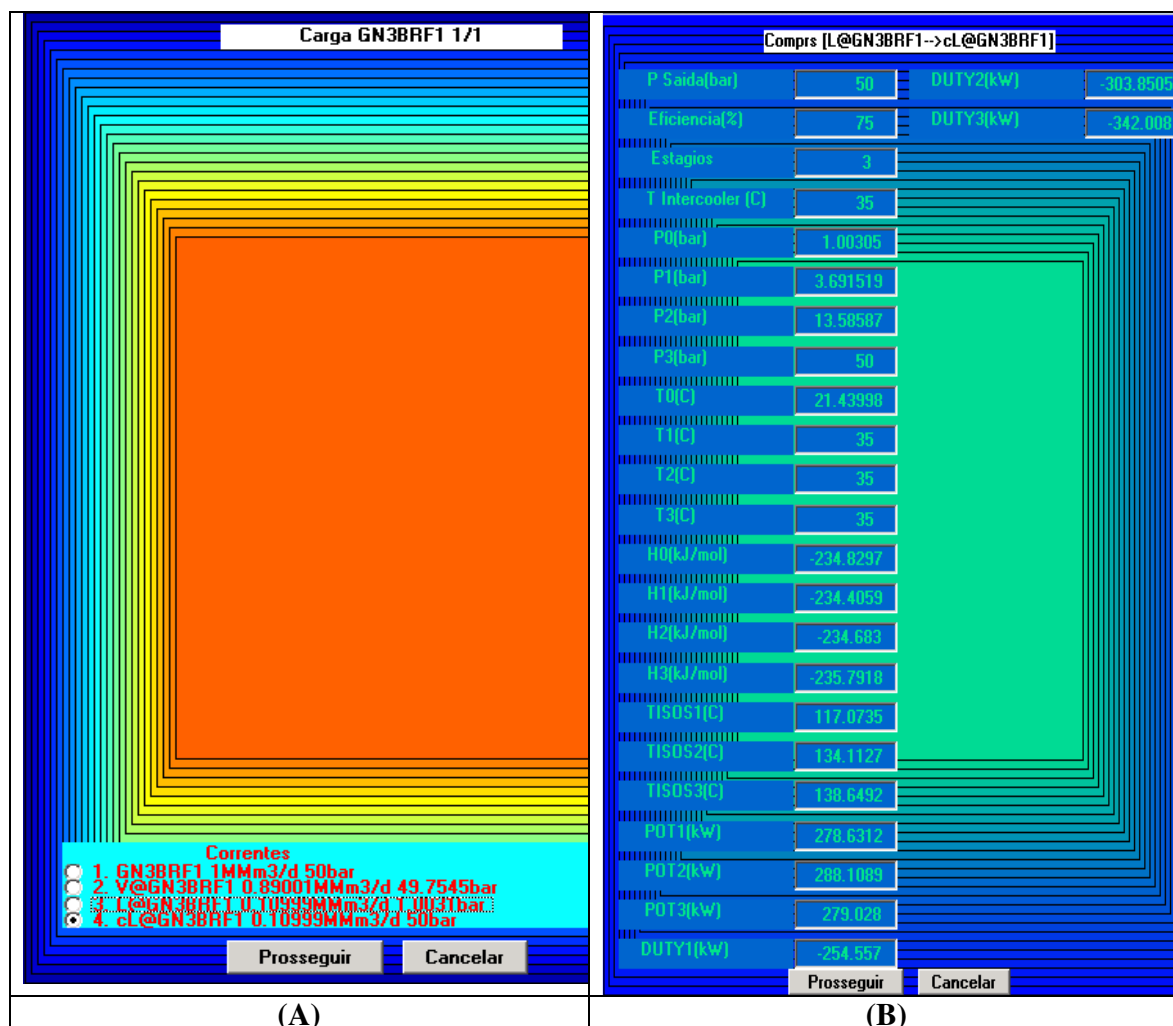 Carga GN3BRF1 1/1
Correntes
1. GN3BRF1 1MMm3/d 50bar
2. V@GN3BRF1 0.89001MMm3/d 49.7545bar
3. L@GN3BRF1 0.10999MMm3/d 1.0031bar
4. cL@GN3BRF1 0.10999MMm3/d 50bar
Prosseguir Cancelar
(A)
Comprs [L@GN3BRF1-->cL@GN3BRF1]
P Saida(bar) 50 DUTY2(kW) -303.8505
Eficiencia(%) 75 DUTY3(kW) -342.008
Estagios 3
T Intercooler (C) 35
P0(bar) 1.00305
P1(bar) 3.691519
P2(bar) 13.58587
P3(bar) 50
T0(C) 21.43998
T1(C) 35
T2(C) 35
T3(C) 35
H0(kJ/mol) -234.8297
H1(kJ/mol) -234.4059
H2(kJ/mol) -234.683
H3(kJ/mol) -235.7918
TISOS1(C) 117.0735
TISOS2(C) 134.1127
TISOS3(C) 138.6492
POT1(kW) 278.6312
POT2(kW) 288.1089
POT3(kW) 279.028
DUTY1(kW) -254.557
Prosseguir Cancelar
(B)